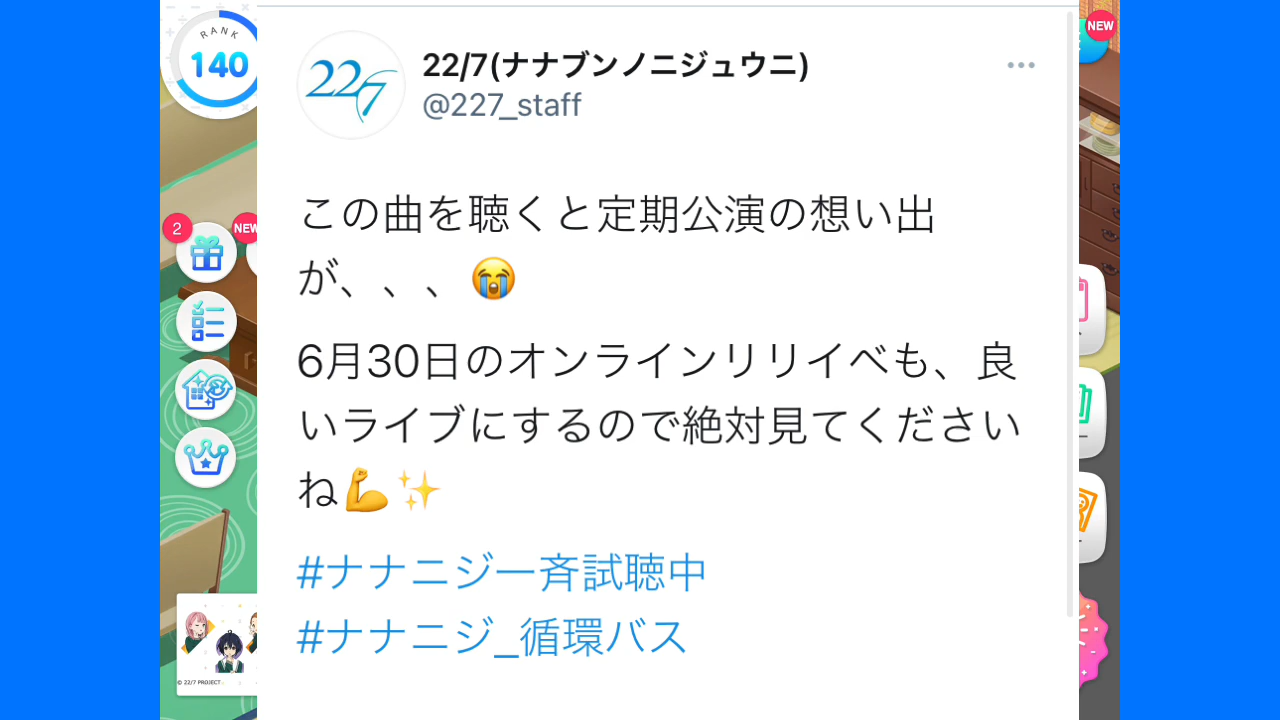 RANK
140
22/7
22/7(ナナブンノニジュウニ)
@227_staff
NEW
2
NEW
この曲を聴くと定期公演の想い出
が、、、😭
6月30日のオンラインリリイベも、良
いライブにするので絶対見てください
ね💪✨
#ナナニジ一斉試聴中
#ナナニジ_循環バス
© 22/7 PROJECT